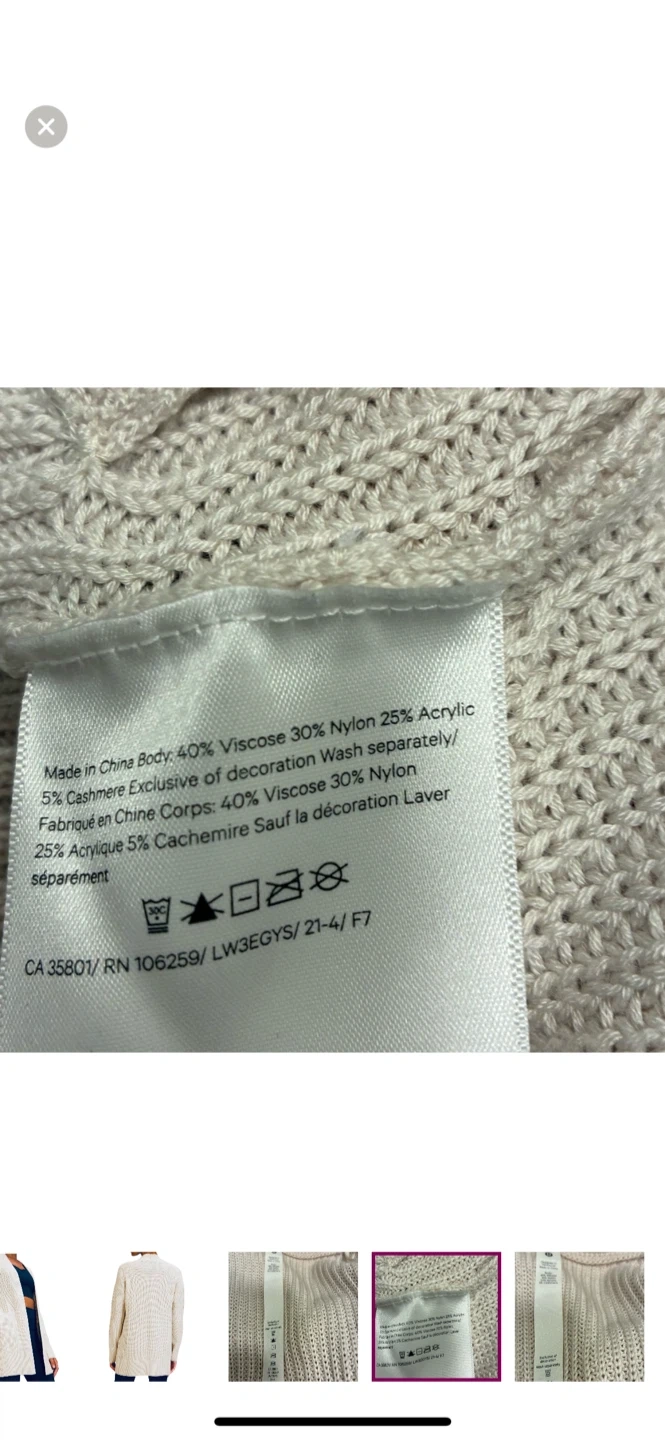 Made in China Body: 40% Viscose 30% Nylon 25% Acrylic
5% Cashmere Exclusive of decoration Wash separately/
Fabriqué en Chine Corps: 40% Viscose 30% Nylon
25% Acrylique 5% Cachemire Sauf la décoration Laver
séparément
30C
CA 35801/ RN 106259/ LW3EGYS/ 21-4/ F7